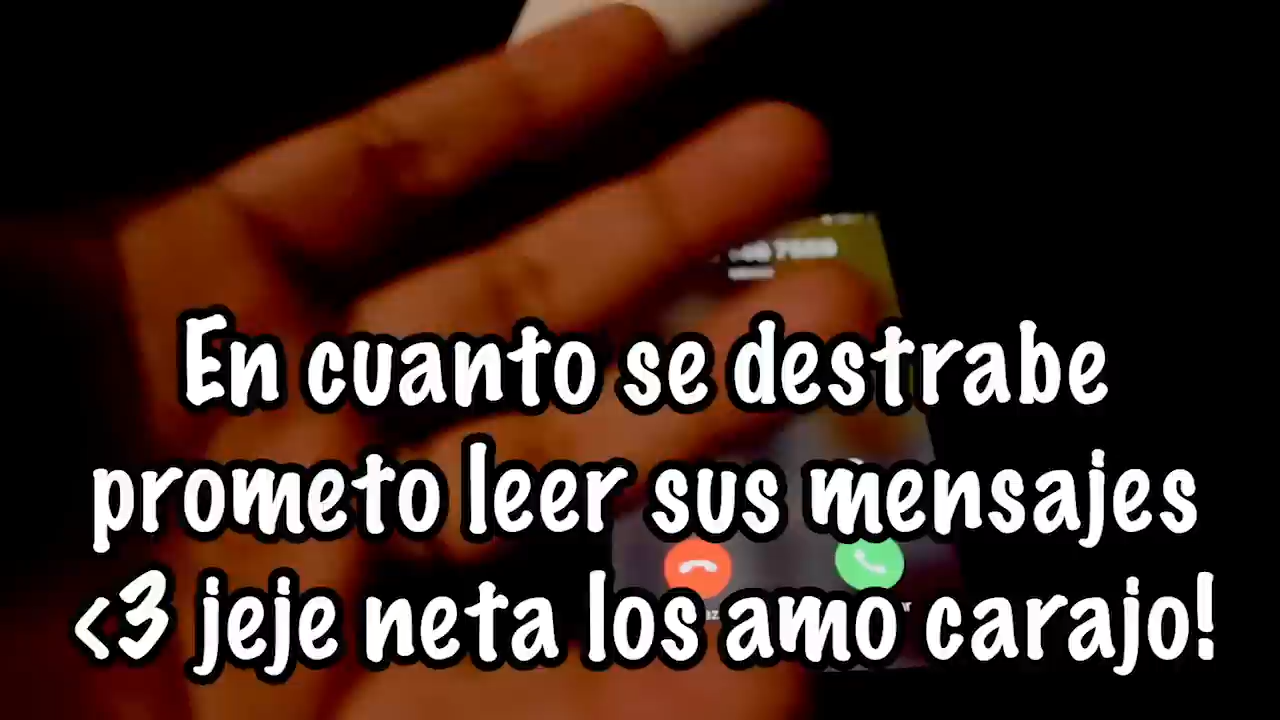 En cuanto se destrabe
prometo leer sus mensajes
<3 jeje neta los amo carajo!